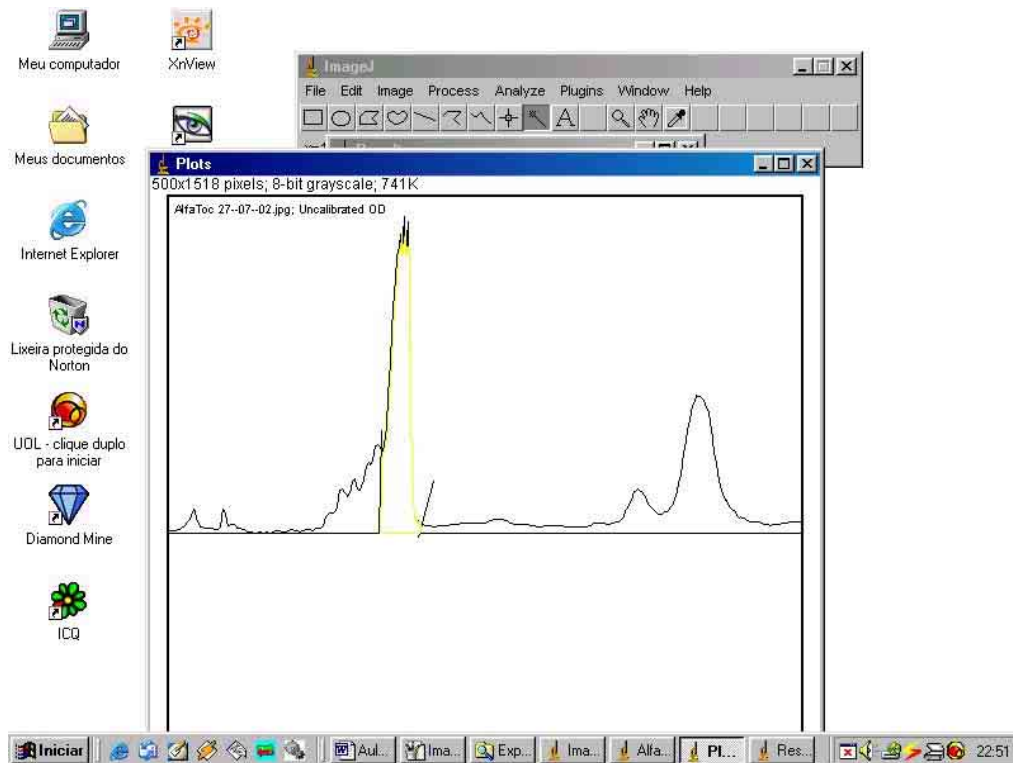 Meu computador
XnView
Meus documentos
Internet Explorer
Lixeira protegida do
Norton
UOL - clique duplo
para iniciar
Diamond Mine
ICQ
ImageJ
File Edit Image Process Analyze Plugins Window Help
A
Plots
500x1518 pixels; 8-bit grayscale; 741K
AlfaToc 27--07--02.jpg; Uncalibrated OD
Iniciar
Aul...
Ima...
Exp...
Ima...
Alfa...
Pl...
Res...
22:51